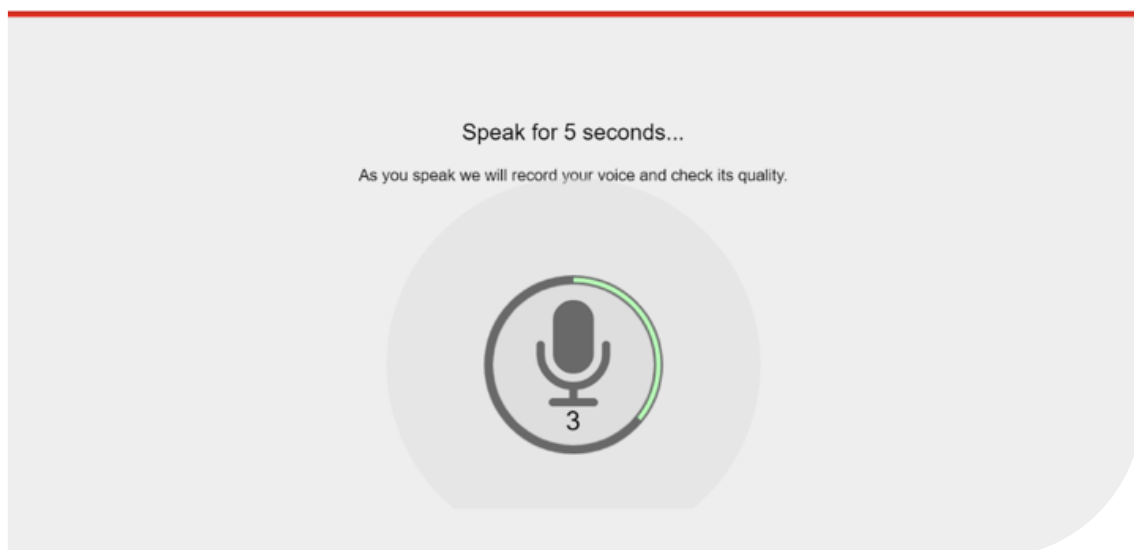 Speak for 5 seconds...
As you speak we will record your voice and check its quality.
3